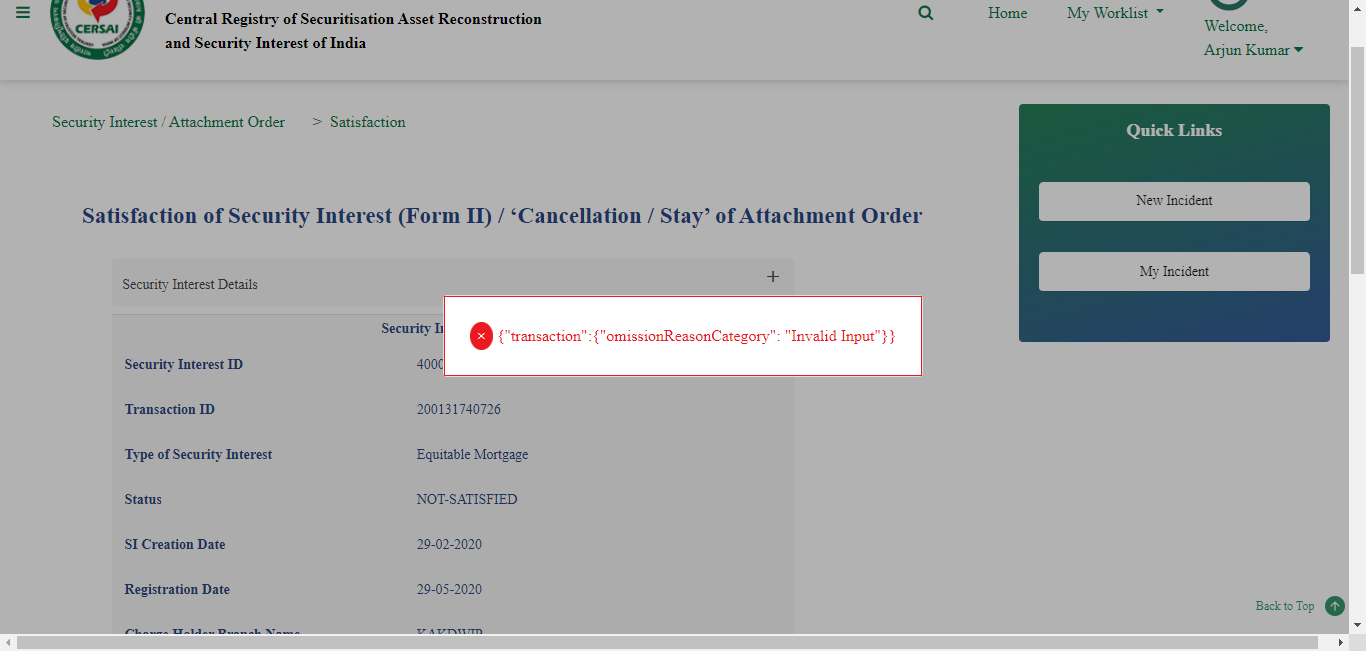 CERSAI
Central Registry of Securitisation Asset Reconstruction
and Security Interest of India
Home
My Worklist
Welcome,
Arjun Kumar
Security Interest / Attachment Order > Satisfaction
Quick Links
New Incident
My Incident
Satisfaction of Security Interest (Form II) / ‘Cancellation / Stay’ of Attachment Order
Security Interest Details +
Security
{"transaction":{"omissionReasonCategory": "Invalid Input"}}
Security Interest ID 4000
Transaction ID 200131740726
Type of Security Interest Equitable Mortgage
Status NOT-SATISFIED
SI Creation Date 29-02-2020
Registration Date 29-05-2020
Charge Holder Branch Name KAKDWIP
Back to Top